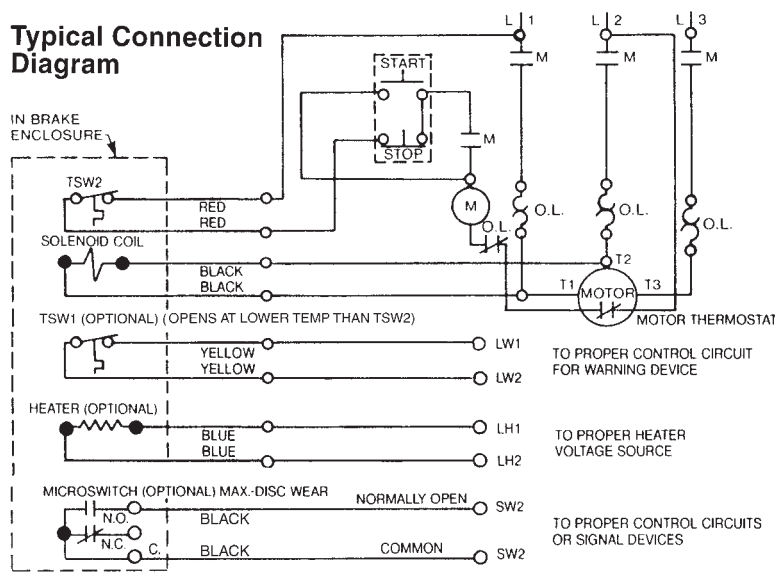 Typical Connection
Diagram
L 1
L 2
L 3
M
M
M
START
STOP
M
M
O.L.
O.L.
O.L.
O.L.
IN BRAKE
ENCLOSURE
TSW2
RED
RED
SOLENOID COIL
BLACK
BLACK
T2
T1
MOTOR
T3
MOTOR THERMOSTAT
TSW1 (OPTIONAL) (OPENS AT LOWER TEMP THAN TSW2)
YELLOW
YELLOW
LW1
LW2
TO PROPER CONTROL CIRCUIT
FOR WARNING DEVICE
HEATER (OPTIONAL)
BLUE
BLUE
LH1
LH2
TO PROPER HEATER
VOLTAGE SOURCE
MICROSWITCH (OPTIONAL) MAX.-DISC WEAR
NORMALLY OPEN
SW2
N.O.
BLACK
N.C.
C.
BLACK
COMMON
SW2
TO PROPER CONTROL CIRCUITS
OR SIGNAL DEVICES